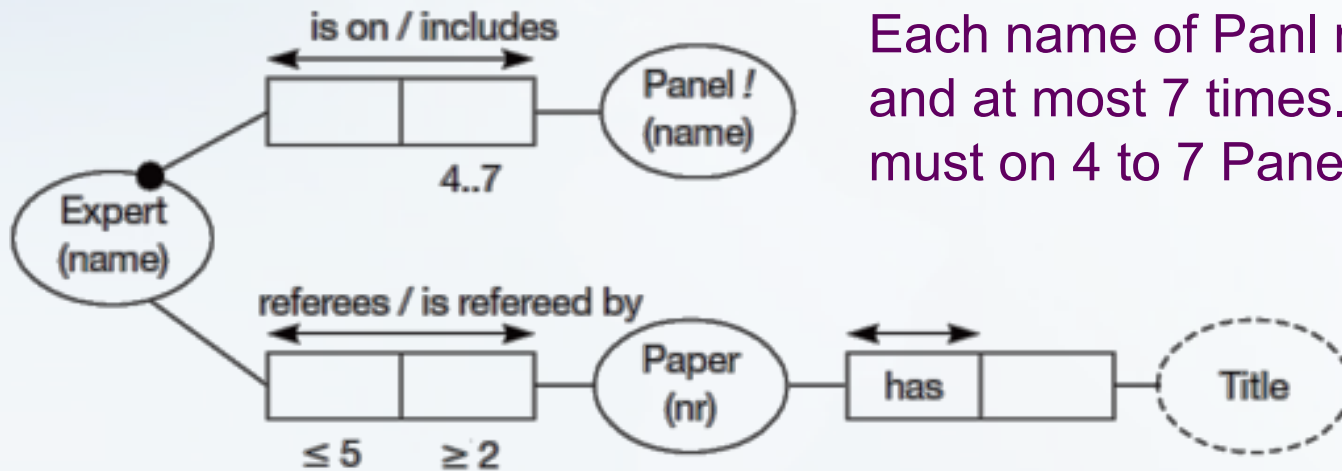 is on / includes
Each name of Panl
and at most 7 times.
must on 4 to 7 Pane
Panel !
(name)
4..7
Expert
(name)
referees / is refereed by
Paper
(nr)
has
Title
≤ 5
≥ 2